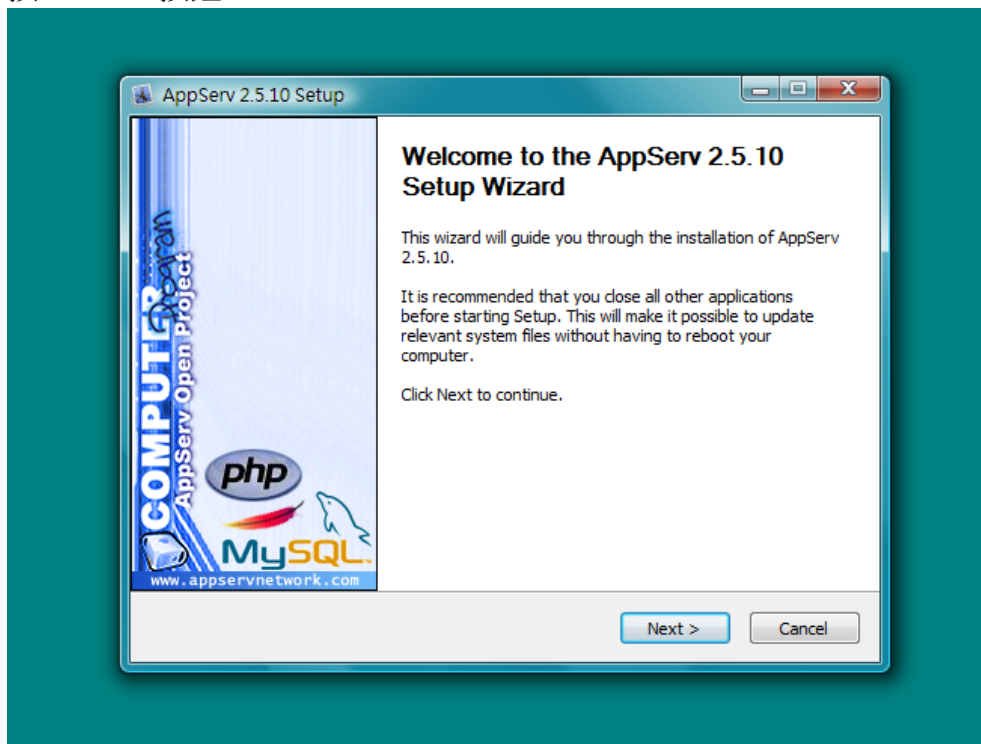 AppServ 2.5.10 Setup
Welcome to the AppServ 2.5.10
Setup Wizard
This wizard will guide you through the installation of AppServ
2.5.10.
It is recommended that you close all other applications
before starting Setup. This will make it possible to update
relevant system files without having to reboot your
computer.
Click Next to continue.
COMPUTER
Program
AppServ Open Project
php
MySQL
www.appservnetwork.com
Next >
Cancel